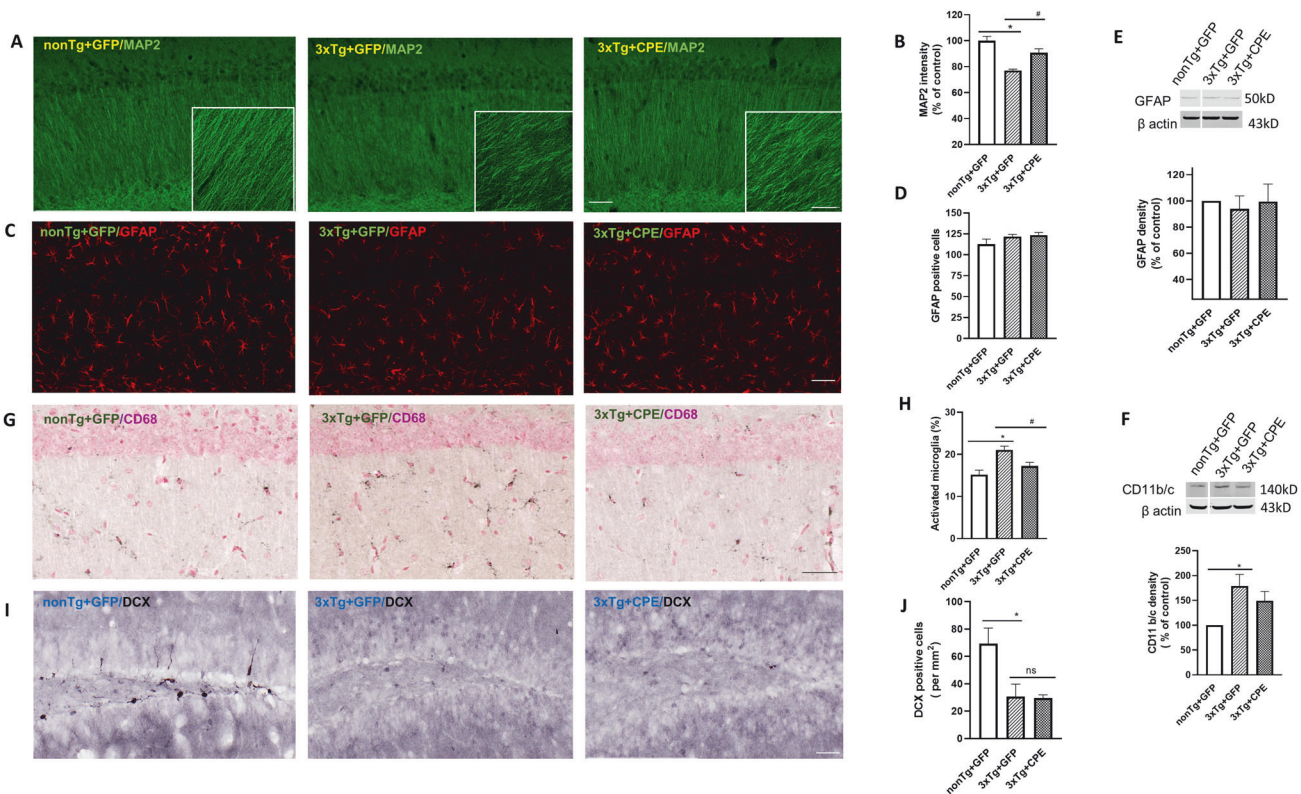 A
nonTg+GFP/MAP2
3xTg+GFP/MAP2
3xTg+CPE/MAP2
B
MAP2 intensity
(% of control)
120
100
80
60
40
20
*
#
nonTg+GFP
3xTg+GFP
3xTg+CPE
E
nonTg+GFP
3xTg+GFP
3xTg+CPE
GFAP
50kD
β actin
43kD
GFAP density
(% of control)
120
100
80
60
40
nonTg+GFP
3xTg+GFP
3xTg+CPE
C
nonTg+GFP/GFAP
3xTg+GFP/GFAP
3xTg+CPE/GFAP
D
GFAP positive cells
125
100
75
50
25
0
nonTg+GFP
3xTg+GFP
3xTg+CPE
G
nonTg+GFP/CD68
3xTg+GFP/CD68
3xTg+CPE/CD68
H
Activated microglia (%)
30
20
10
0
*
#
nonTg+GFP
3xTg+GFP
3xTg+CPE
F
nonTg+GFP
3xTg+GFP
3xTg+CPE
CD11b/c
140kD
β actin
43kD
CD11 b/c density
( % of control)
250
200
150
100
50
0
*
nonTg+GFP
3xTg+GFP
3xTg+CPE
I
nonTg+GFP/DCX
3xTg+GFP/DCX
3xTg+CPE/DCX
J
DCX positive cells
( per mm²)
100
80
60
40
20
0
*
ns
nonTg+GFP
3xTg+GFP
3xTg+CPE